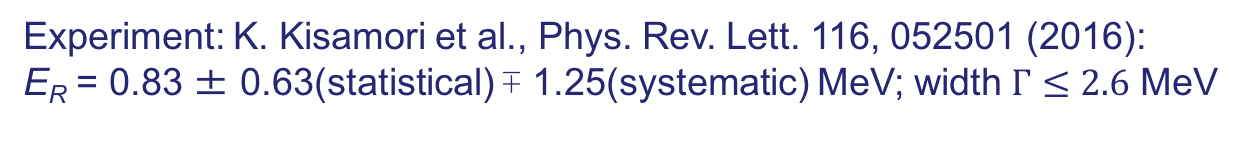 Experiment: K. Kisamori et al., Phys. Rev. Lett. 116, 052501 (2016):
E_R = 0.83 ± 0.63(statistical) ∓ 1.25(systematic) MeV; width Γ ≤ 2.6 MeV